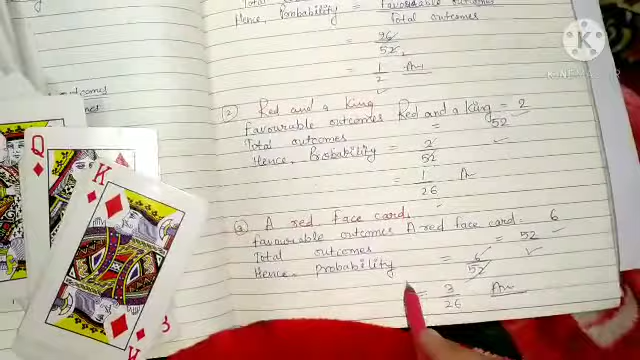 Hence, Probability = favourable outcomes
Total outcomes
= 26
52
= 1 Ans
2
② Red and a King
favourable outcomes Red and a King = 2
Total outcomes = 52
Hence, Probability = 2
52
= 1 A
26
③ A red face card.
favourable outcomes A red face card = 6
Total outcomes = 52
Hence probability = 6
52
= 3 Ans
26
Q
K
K
KINEMASTER